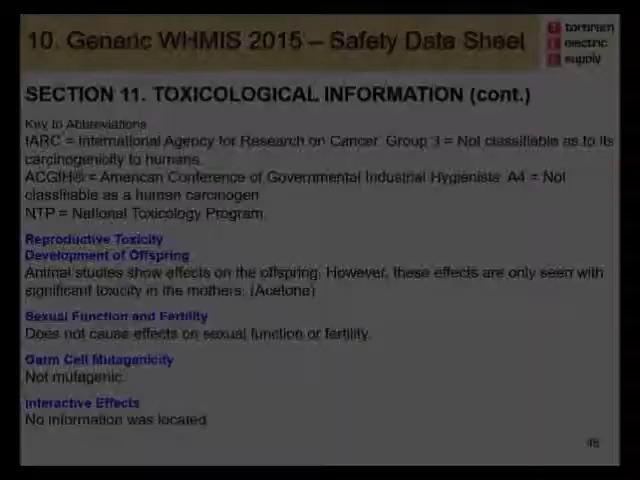 10. Generic WHMIS 2015 – Safety Data Sheet
torbram
electric
supply
SECTION 11. TOXICOLOGICAL INFORMATION (cont.)
Key to Abbreviations
IARC = International Agency for Research on Cancer. Group 3 = Not classifiable as to its
carcinogenicity to humans.
ACGIH® = American Conference of Governmental Industrial Hygienists. A4 = Not
classifiable as a human carcinogen.
NTP = National Toxicology Program.
Reproductive Toxicity
Development of Offspring
Animal studies show effects on the offspring. However, these effects are only seen with
significant toxicity in the mothers. (Acetone)
Sexual Function and Fertility
Does not cause effects on sexual function or fertility.
Germ Cell Mutagenicity
Not mutagenic.
Interactive Effects
No information was located.